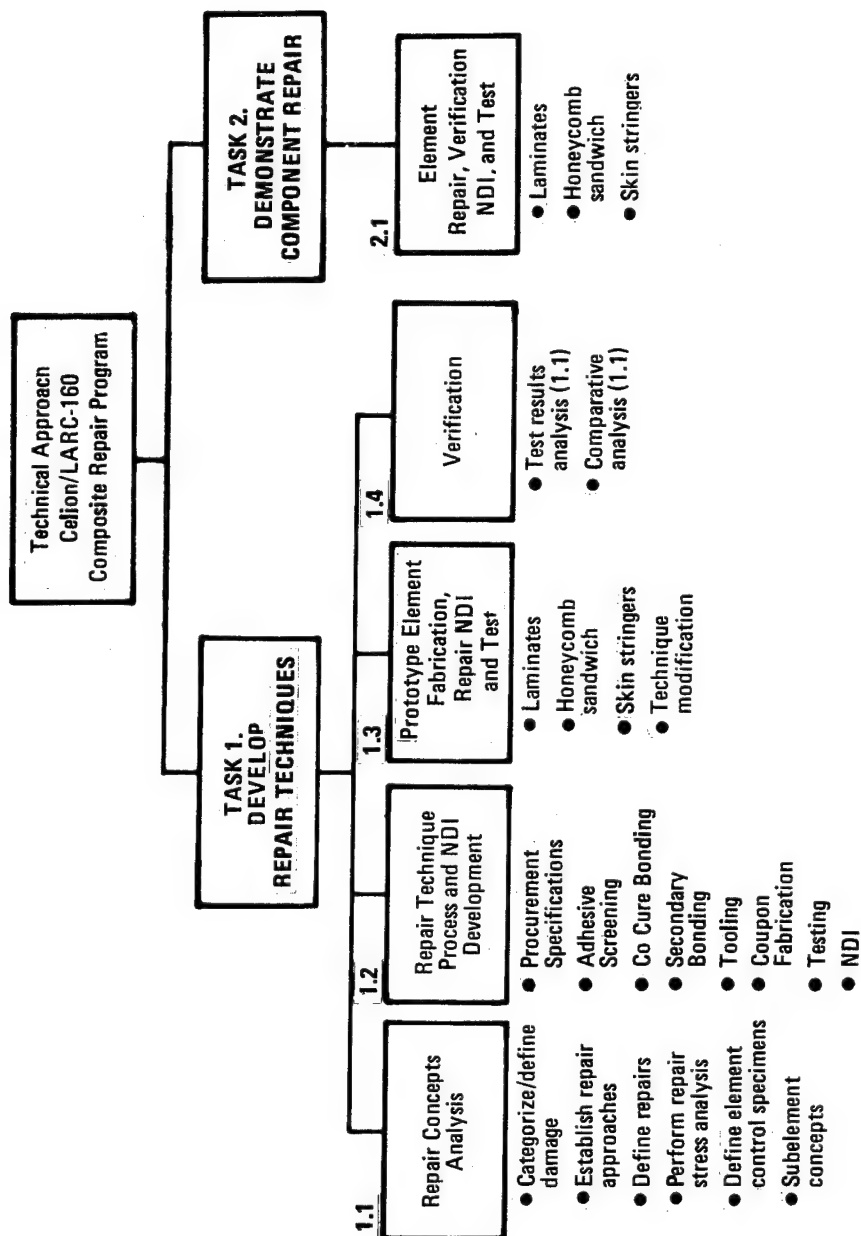 Technical Approach
Celion/LARC-160
Composite Repair Program
TASK 1.
DEVELOP
REPAIR TECHNIQUES
TASK 2.
DEMONSTRATE
COMPONENT REPAIR
1.1
Repair Concepts
Analysis
● Categorize/define
damage
● Establish repair
approaches
● Define repairs
● Perform repair
stress analysis
● Define element
control specimens
● Subelement
concepts
1.2
Repair Technique
Process and NDI
Development
● Procurement
Specifications
● Adhesive
Screening
● Co Cure Bonding
● Secondary
Bonding
● Tooling
● Coupon
Fabrication
● Testing
● NDI
1.3
Prototype Element
Fabrication,
Repair NDI
and Test
● Laminates
● Honeycomb
sandwich
● Skin stringers
● Technique
modification
1.4
Verification
● Test results
analysis (1.1)
● Comparative
analysis (1.1)
2.1
Element
Repair, Verification
NDI, and Test
● Laminates
● Honeycomb
sandwich
● Skin stringers